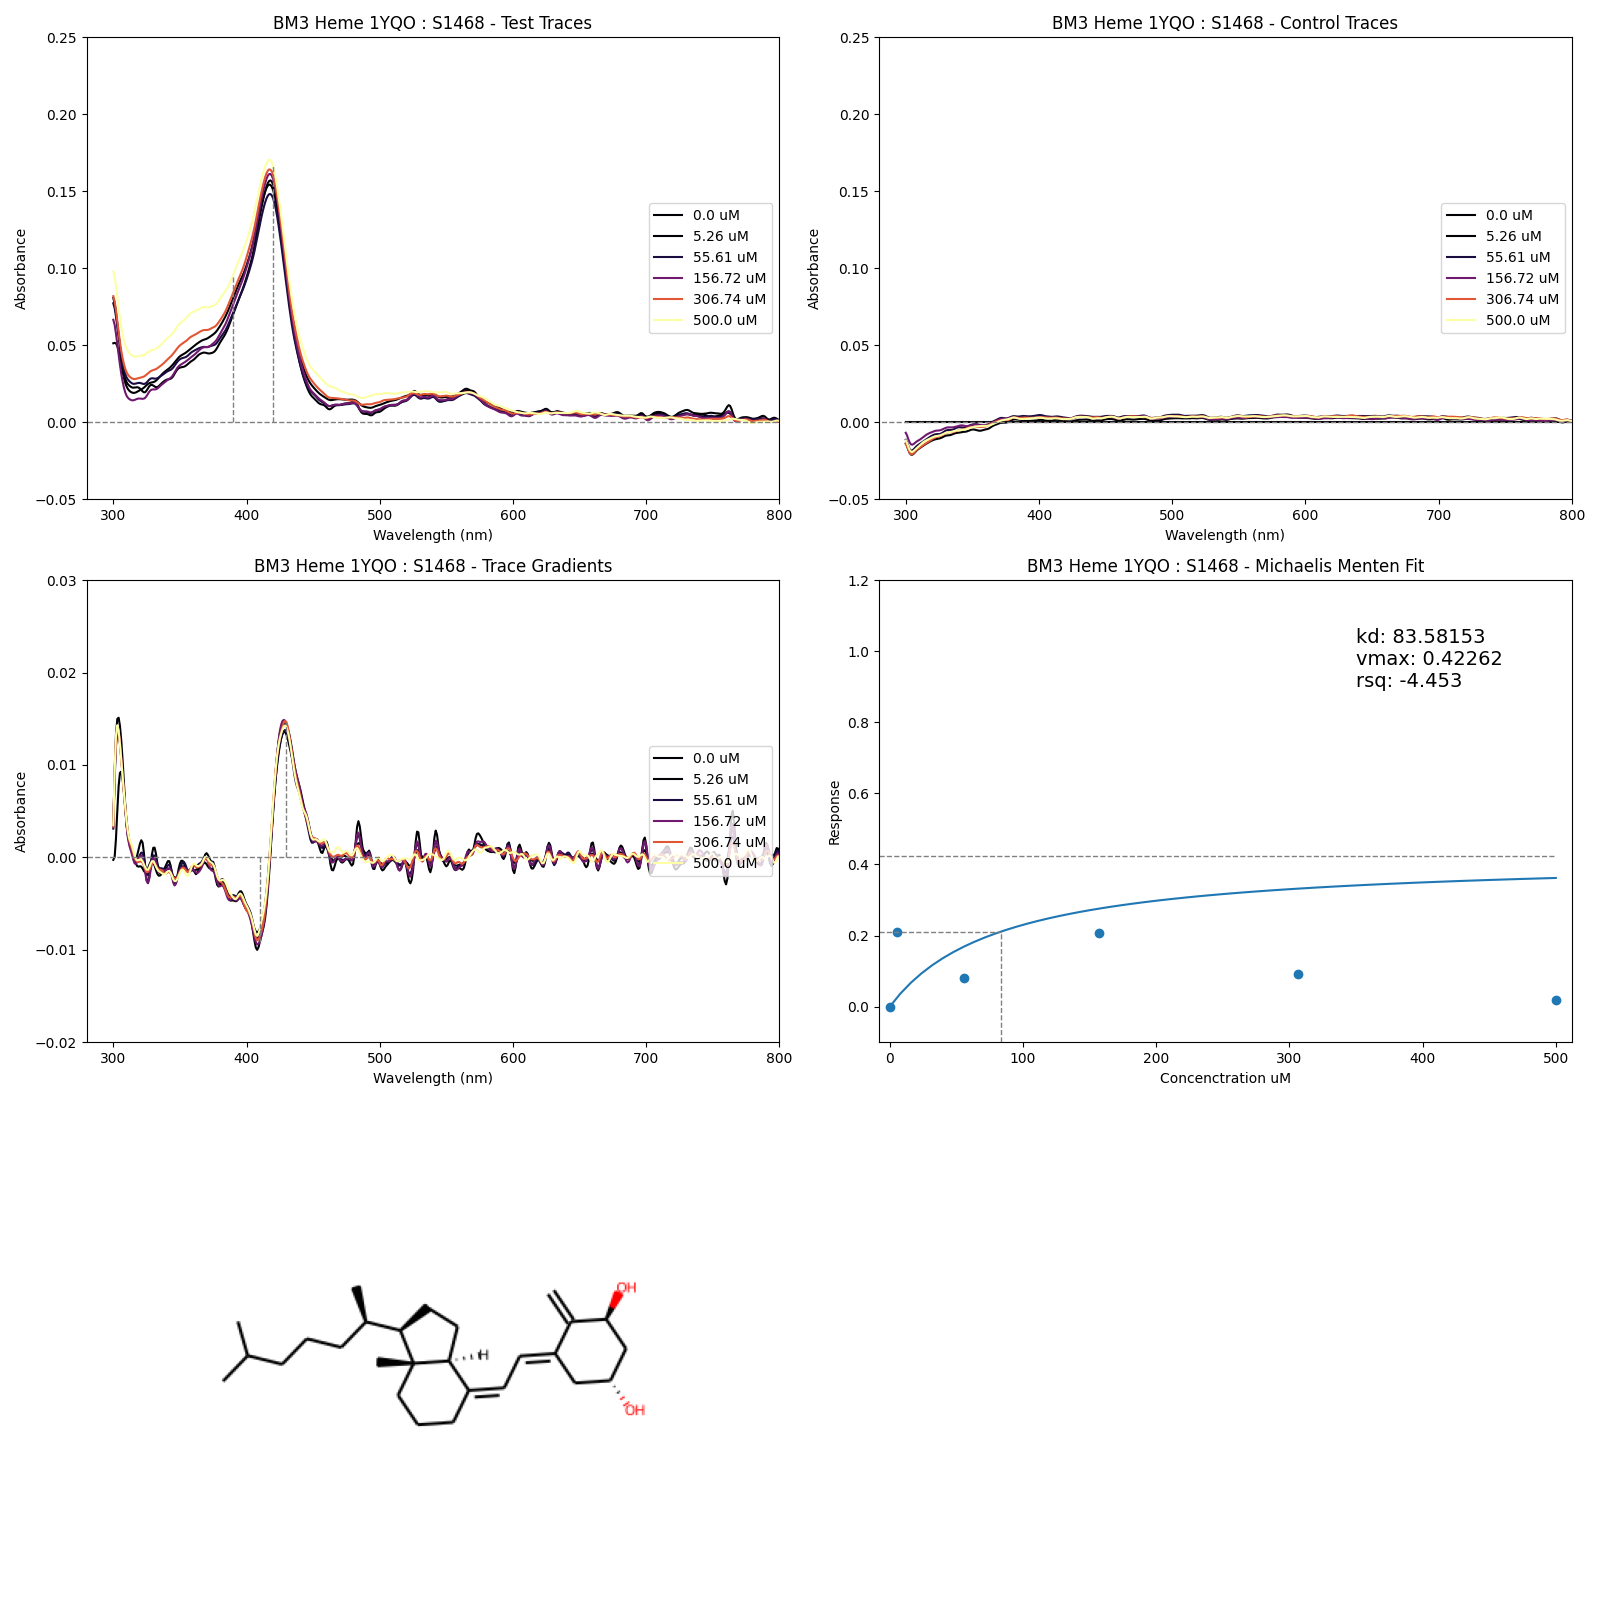 BM3 Heme 1YQO : S1468 - Test Traces
0.25
0.20
0.15
0.10
0.05
0.00
−0.05
Absorbance
300 400 500 600 700 800
Wavelength (nm)
0.0 uM
5.26 uM
55.61 uM
156.72 uM
306.74 uM
500.0 uM
BM3 Heme 1YQO : S1468 - Control Traces
0.25
0.20
0.15
0.10
0.05
0.00
−0.05
Absorbance
300 400 500 600 700 800
Wavelength (nm)
0.0 uM
5.26 uM
55.61 uM
156.72 uM
306.74 uM
500.0 uM
BM3 Heme 1YQO : S1468 - Trace Gradients
0.03
0.02
0.01
0.00
−0.01
−0.02
Absorbance
300 400 500 600 700 800
Wavelength (nm)
0.0 uM
5.26 uM
55.61 uM
156.72 uM
306.74 uM
500.0 uM
BM3 Heme 1YQO : S1468 - Michaelis Menten Fit
1.2
1.0
0.8
0.6
0.4
0.2
0.0
Response
kd: 83.58153
vmax: 0.42262
rsq: -4.453
0 100 200 300 400 500
Concenctration uM
OH
H
OH